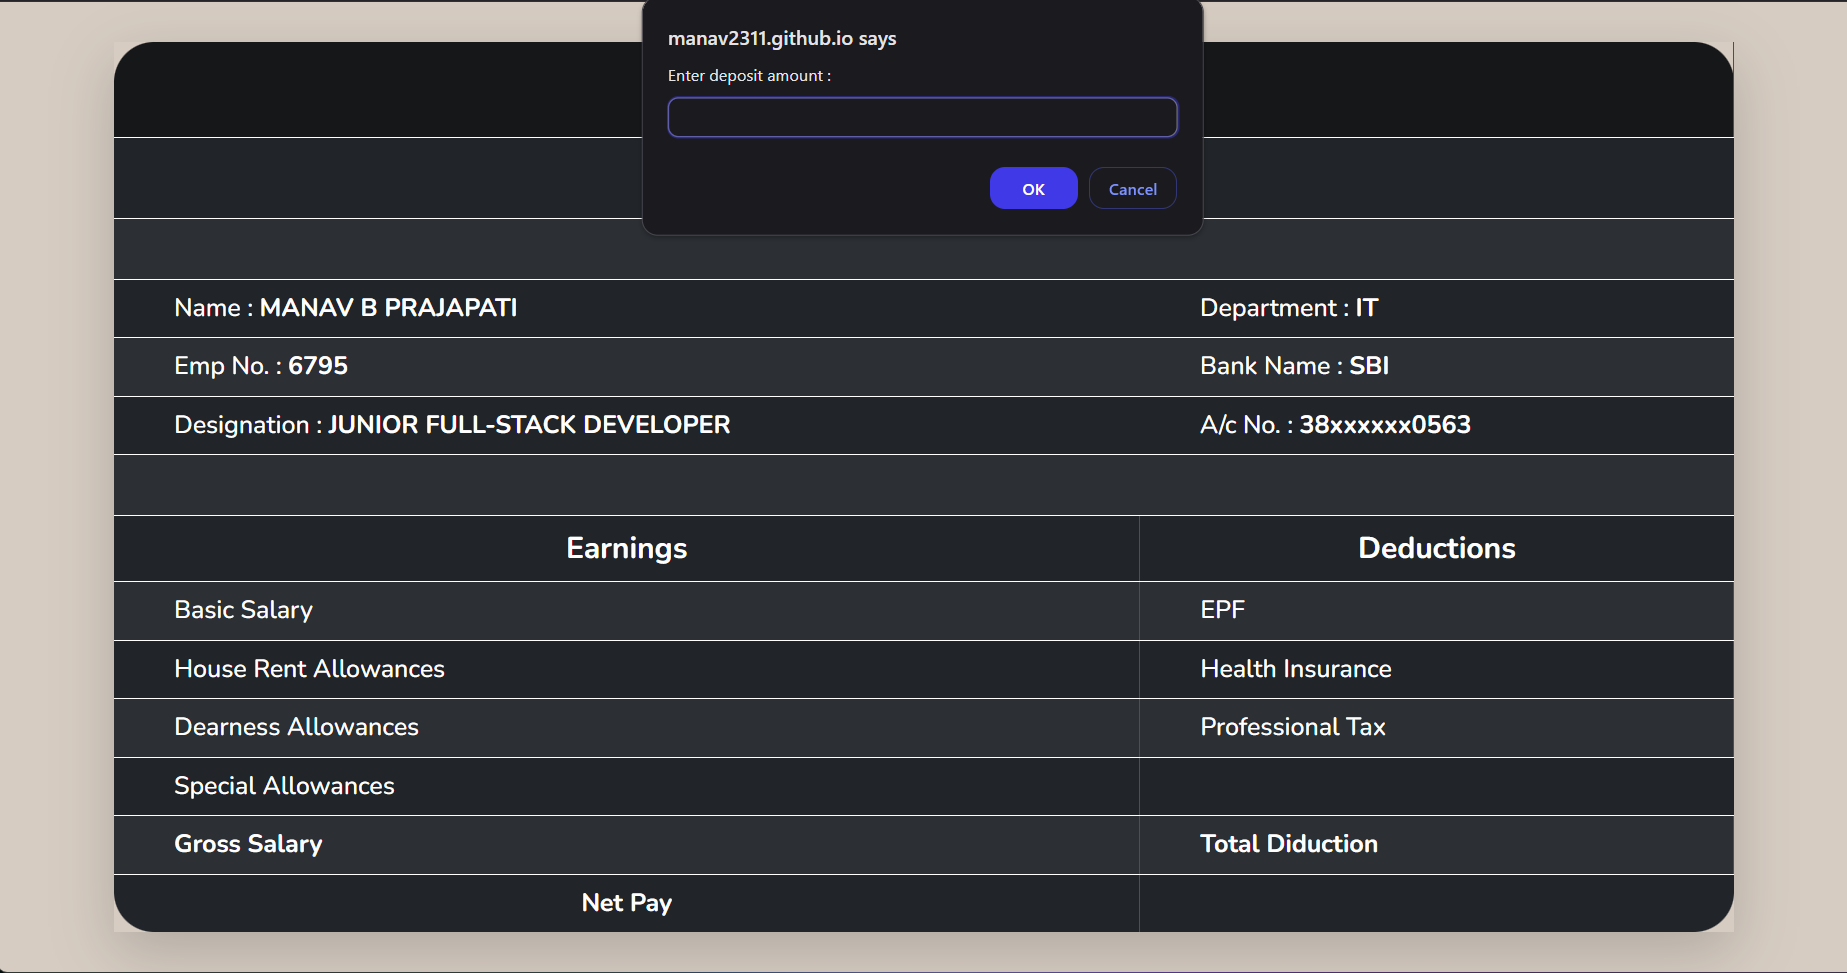 manav2311.github.io says
Enter deposit amount :
OK Cancel
Name : MANAV B PRAJAPATI Department : IT
Emp No. : 6795 Bank Name : SBI
Designation : JUNIOR FULL-STACK DEVELOPER A/c No. : 38xxxxxx0563
Earnings Deductions
Basic Salary EPF
House Rent Allowances Health Insurance
Dearness Allowances Professional Tax
Special Allowances
Gross Salary Total Diduction
Net Pay